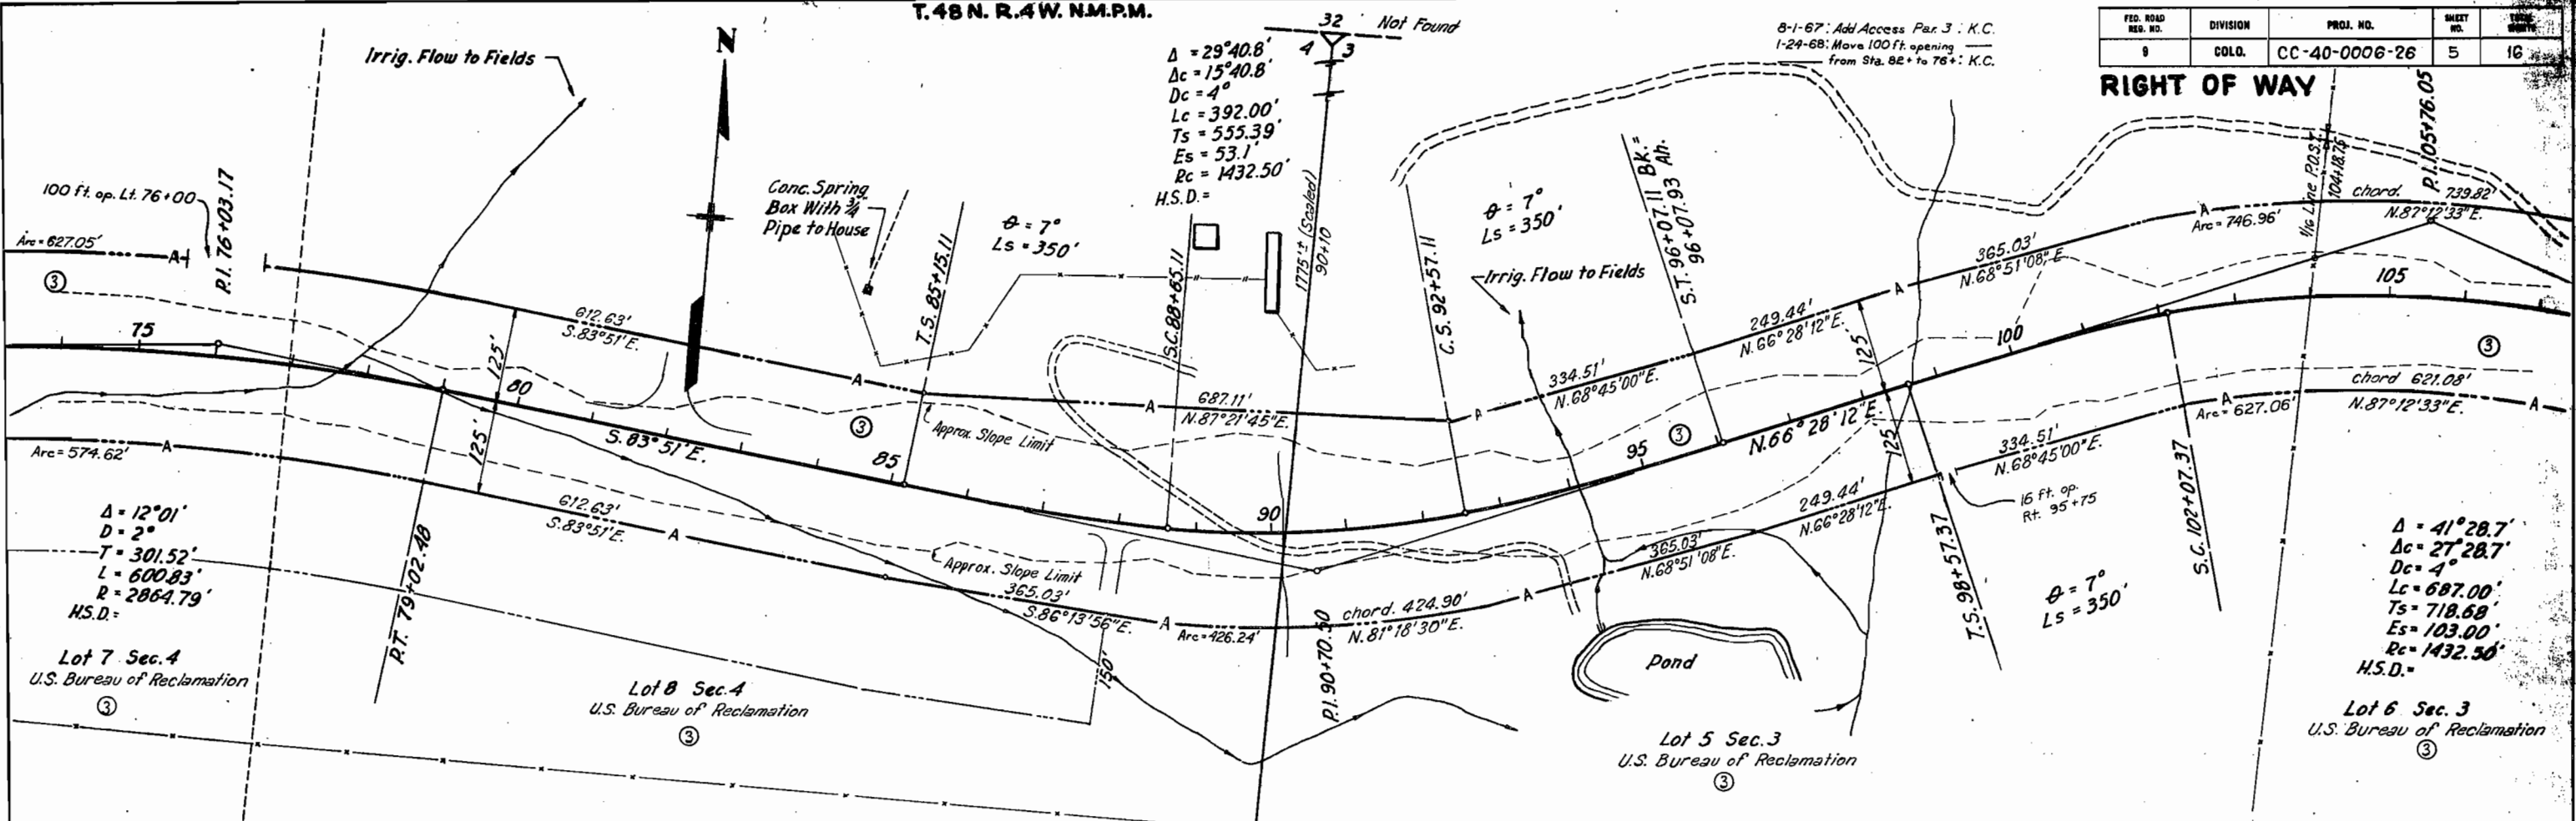 T.48 N. R.4 W. N.M.P.M.
32
Not Found
4
3
8-1-67: Add Access Par. 3 : K.C.
1-24-68: Move 100 ft. opening
from Sta. 82+ to 76+: K.C.
FED. ROAD REG. NO.
DIVISION
PROJ. NO.
SHEET NO.
9
COLO.
CC-40-0006-26
5
16
RIGHT OF WAY
N
Irrig. Flow to Fields
Δ = 29°40.8'
Δc = 15°40.8'
Dc = 4°
Lc = 392.00'
Ts = 555.39'
Es = 53.1'
Rc = 1432.50'
H.S.D. =
100 ft. op. Lt. 76+00
P.I. 76+03.17
Conc. Spring
Box With 3/4"
Pipe to House
θ = 7°
Ls = 350'
T.S. 85+15.11
S.C. 88+65.11
1775'± (Scaled)
90+10
C.S. 92+57.11
θ = 7°
Ls = 350'
S.T. 96+07.11 Bk. =
96+07.93 Ah.
Irrig. Flow to Fields
1/16 Line P.O.S.T.
104+18.75
P.I. 105+76.05
chord. 739.82'
N.87°12'33"E.
Arc = 746.96'
365.03'
N.68°51'08"E
249.44'
N.66°28'12"E.
334.51'
N.68°45'00"E.
687.11'
N.87°21'45"E.
612.63'
S.83°51'E.
Arc = 627.05'
A
A
A
A
A
A
③
75
80
85
90
95
100
105
125'
125'
125'
125'
S.83°51'E.
N.66°28'12"E.
③
③
③
Approx. Slope Limit
Approx. Slope Limit
Arc = 574.62'
A
612.63'
S.83°51'E.
A
365.03'
S.86°13'56"E.
A
Arc = 426.24'
chord. 424.90'
N.81°18'30"E.
A
365.03'
N.68°51'08"E.
249.44'
N.66°28'12"E.
334.51'
N.68°45'00"E.
16 ft. op.
Rt. 95+75
A
Arc = 627.06'
chord 621.08'
N.87°12'33"E.
A
Δ = 12°01'
D = 2°
T = 301.52'
L = 600.83'
R = 2864.79'
H.S.D. =
P.T. 79+02.48
150'
P.I. 90+70.50
T.S. 98+57.37
S.C. 102+07.37
θ = 7°
Ls = 350'
Δ = 41°28.7'
Δc = 27°28.7'
Dc = 4°
Lc = 687.00'
Ts = 718.68'
Es = 103.00'
Rc = 1432.50'
H.S.D. =
Pond
Lot 7 Sec. 4
U.S. Bureau of Reclamation
③
Lot 8 Sec. 4
U.S. Bureau of Reclamation
③
Lot 5 Sec. 3
U.S. Bureau of Reclamation
③
Lot 6 Sec. 3
U.S. Bureau of Reclamation
③